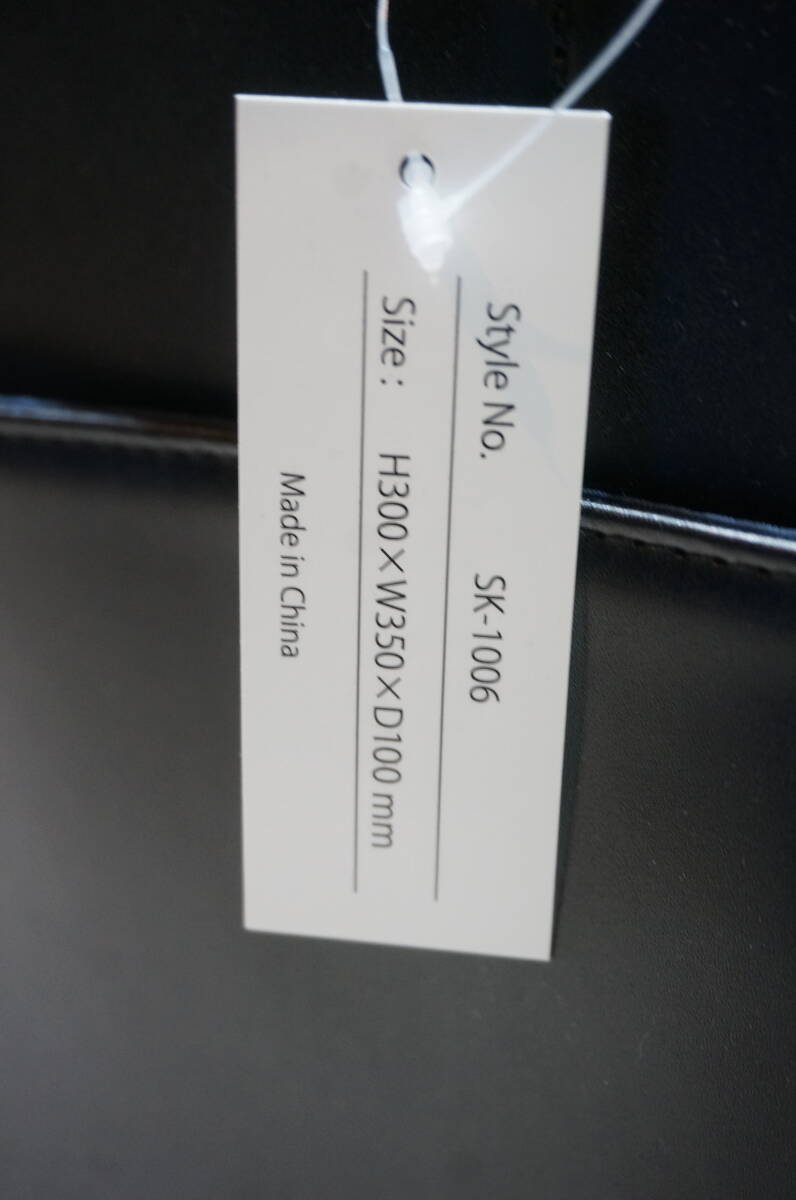 Style No. SK-1006
Size : H300×W350×D100 mm
Made in China